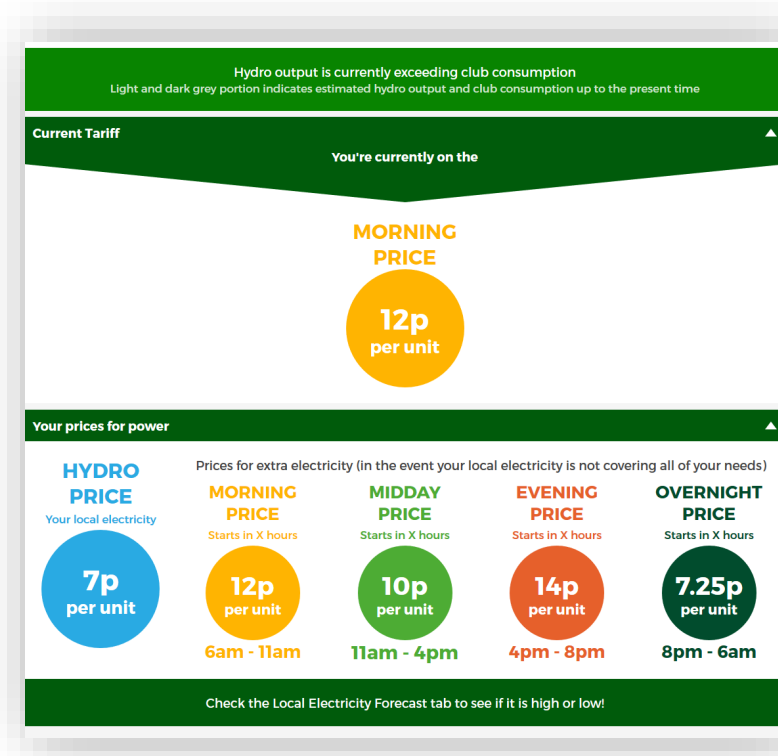 Hydro output is currently exceeding club consumption
Light and dark grey portion indicates estimated hydro output and club consumption up to the present time
Current Tariff
You're currently on the
MORNING
PRICE
12p
per unit
Your prices for power
HYDRO
PRICE
Your local electricity
7p
per unit
Prices for extra electricity (in the event your local electricity is not covering all of your needs)
MORNING
PRICE
Starts in X hours
12p
per unit
6am - 11am
MIDDAY
PRICE
Starts in X hours
10p
per unit
11am - 4pm
EVENING
PRICE
Starts in X hours
14p
per unit
4pm - 8pm
OVERNIGHT
PRICE
Starts in X hours
7.25p
per unit
8pm - 6am
Check the Local Electricity Forecast tab to see if it is high or low!